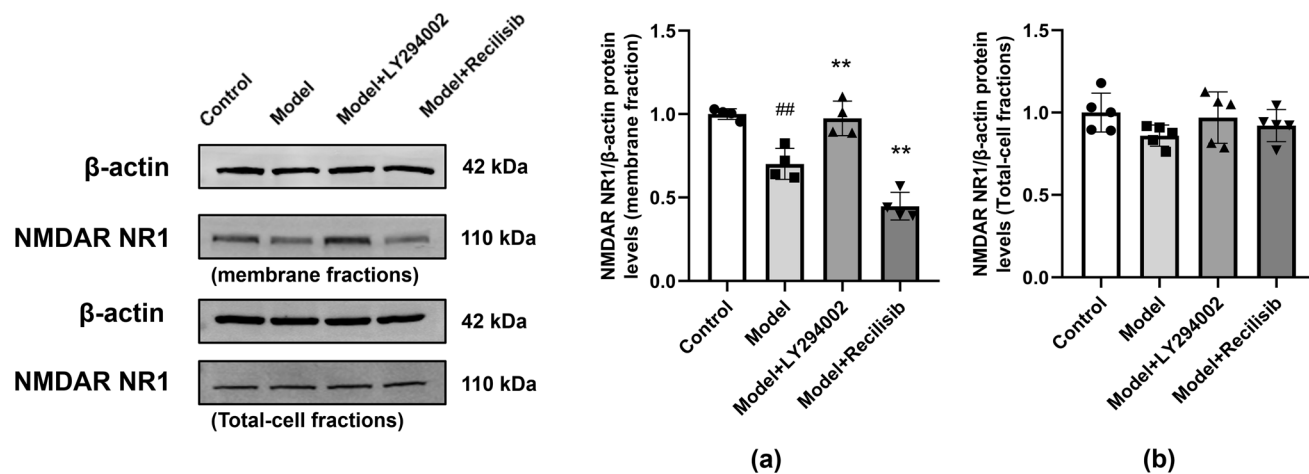 Control
Model
Model+LY294002
Model+Recilisib
β-actin
42 kDa
NMDAR NR1
110 kDa
(membrane fractions)
β-actin
42 kDa
NMDAR NR1
110 kDa
(Total-cell fractions)
NMDAR NR1/β-actin protein
levels (membrane fraction)
1.5
1.0
0.5
0.0
##
**
**
Control
Model
Model+LY294002
Model+Recilisib
(a)
NMDAR NR1/β-actin protein
levels (Total-cell fractions)
1.5
1.0
0.5
0.0
Control
Model
Model+LY294002
Model+Recilisib
(b)